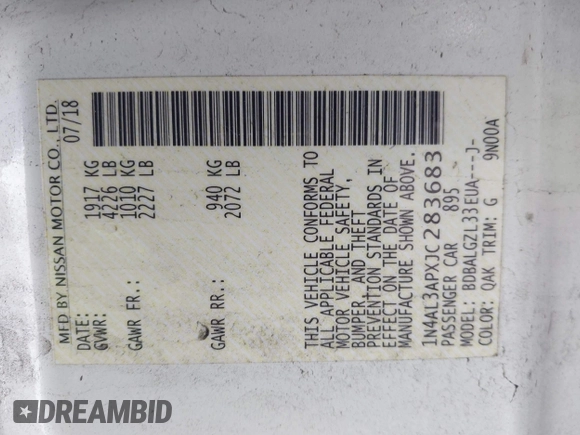 MFD BY NISSAN MOTOR CO., LTD.
DATE: 07/18
GVWR: 1917 KG
4226 LB
GAWR FR.: 1010 KG
2227 LB
GAWR RR.: 940 KG
2072 LB
THIS VEHICLE CONFORMS TO
ALL APPLICABLE FEDERAL
MOTOR VEHICLE SAFETY,
BUMPER, AND THEFT
PREVENTION STANDARDS IN
EFFECT ON THE DATE OF
MANUFACTURE SHOWN ABOVE.
1N4AL3APXJC283683
PASSENGER CAR 895
MODEL: BDBALGZL33EUA---J-
COLOR: QAK TRIM: G 9N00A
DREAMBID